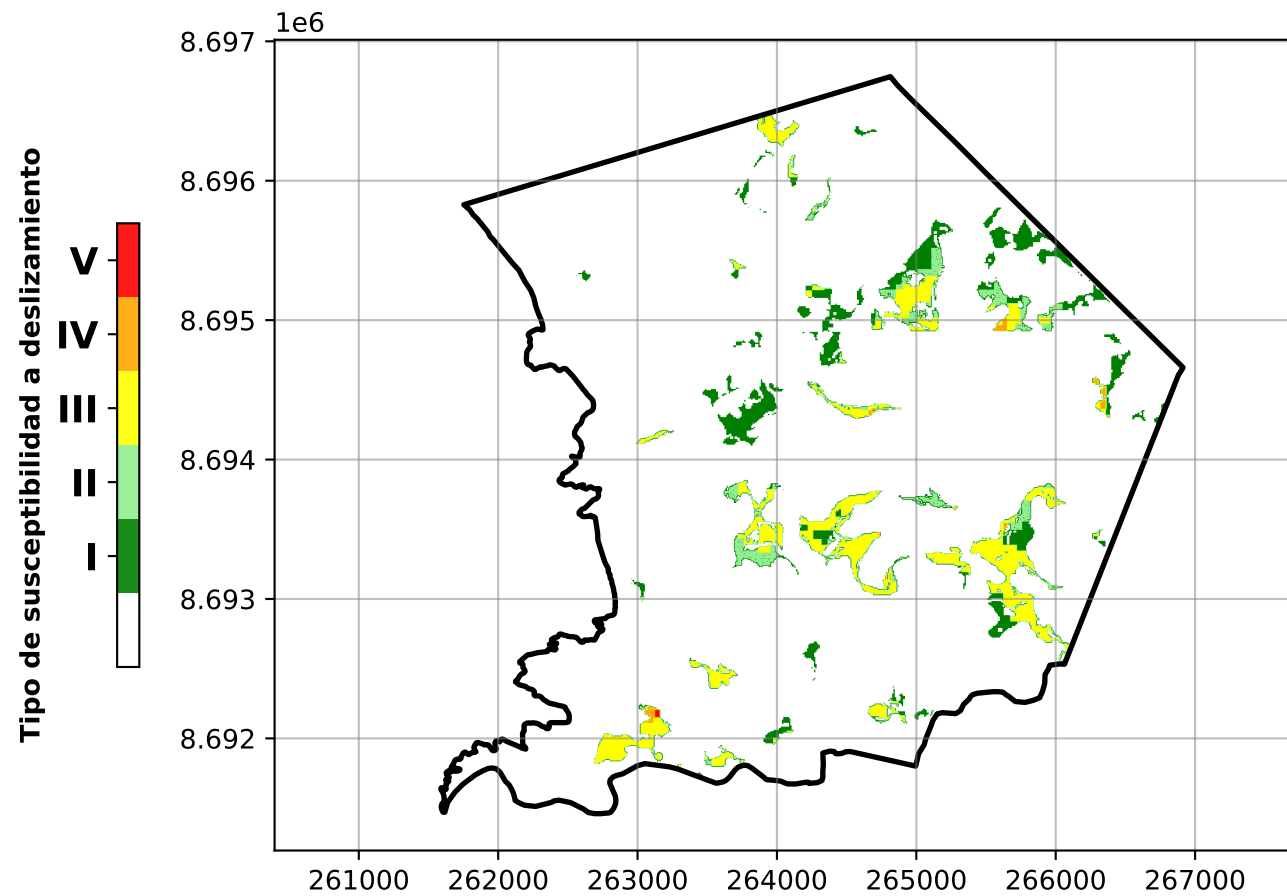 1e6
8.697
8.696
8.695
8.694
8.693
8.692
261000 262000 263000 264000 265000 266000 267000
Tipo de susceptibilidad a deslizamiento
V
IV
III
II
I